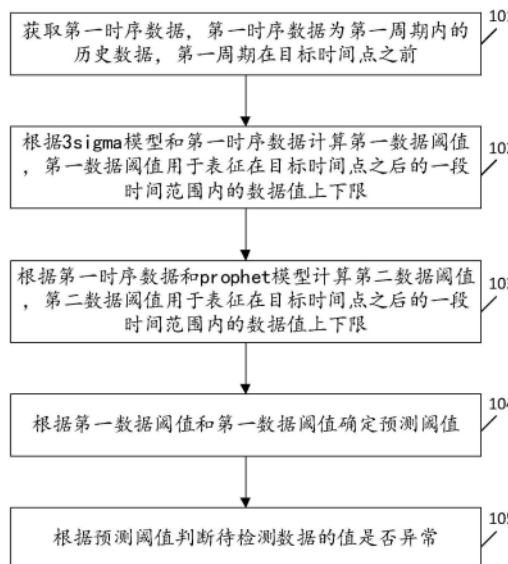 101
获取第一时序数据，第一时序数据为第一周期内的
历史数据，第一周期在目标时间点之前
102
根据3sigma模型和第一时序数据计算第一数据阈值
，第一数据阈值用于表征在目标时间点之后的一段
时间范围内的数据值上下限
103
根据第一时序数据和prophet模型计算第二数据阈值
，第二数据阈值用于表征在目标时间点之后的一段
时间范围内的数据值上下限
104
根据第一数据阈值和第一数据阈值确定预测阈值
105
根据预测阈值判断待检测数据的值是否异常